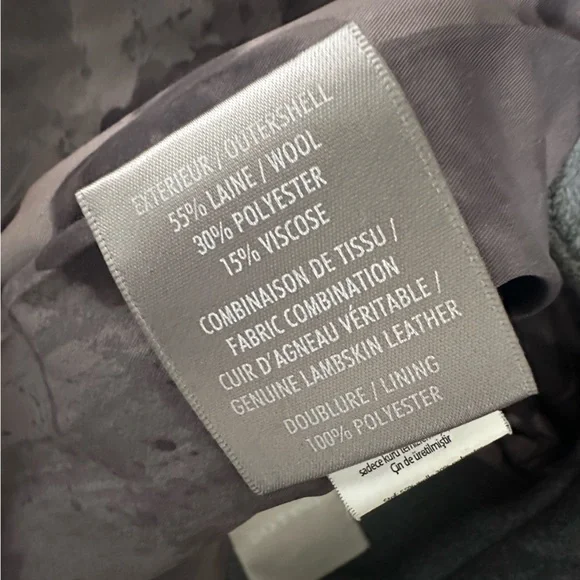 EXTÉRIEUR / OUTERSHELL
55% LAINE / WOOL
30% POLYESTER
15% VISCOSE
COMBINAISON DE TISSU /
FABRIC COMBINATION
CUIR D'AGNEAU VÉRITABLE /
GENUINE LAMBSKIN LEATHER
DOUBLURE / LINING
100% POLYESTER
sadece kuru
Çin de üretilmiştir